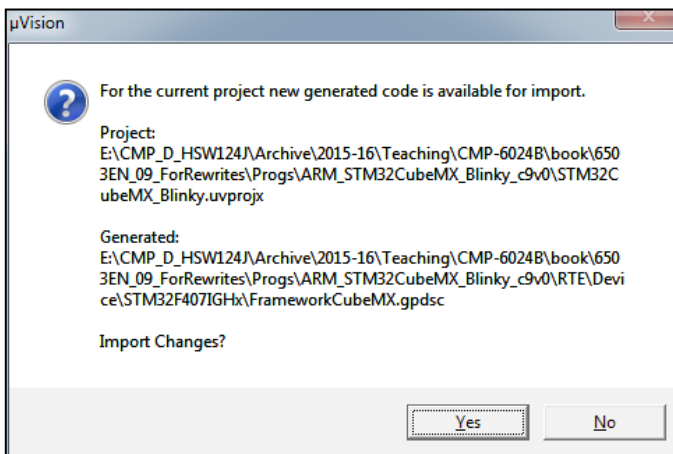 µVision
For the current project new generated code is available for import.
Project:
E:\CMP_D_HSW124J\Archive\2015-16\Teaching\CMP-6024B\book\650
3EN_09_ForRewrites\Progs\ARM_STM32CubeMX_Blinky_c9v0\STM32C
ubeMX_Blinky.uvprojx
Generated:
E:\CMP_D_HSW124J\Archive\2015-16\Teaching\CMP-6024B\book\650
3EN_09_ForRewrites\Progs\ARM_STM32CubeMX_Blinky_c9v0\RTE\Devi
ce\STM32F407IGHx\FrameworkCubeMX.gpdsc
Import Changes?
Yes No